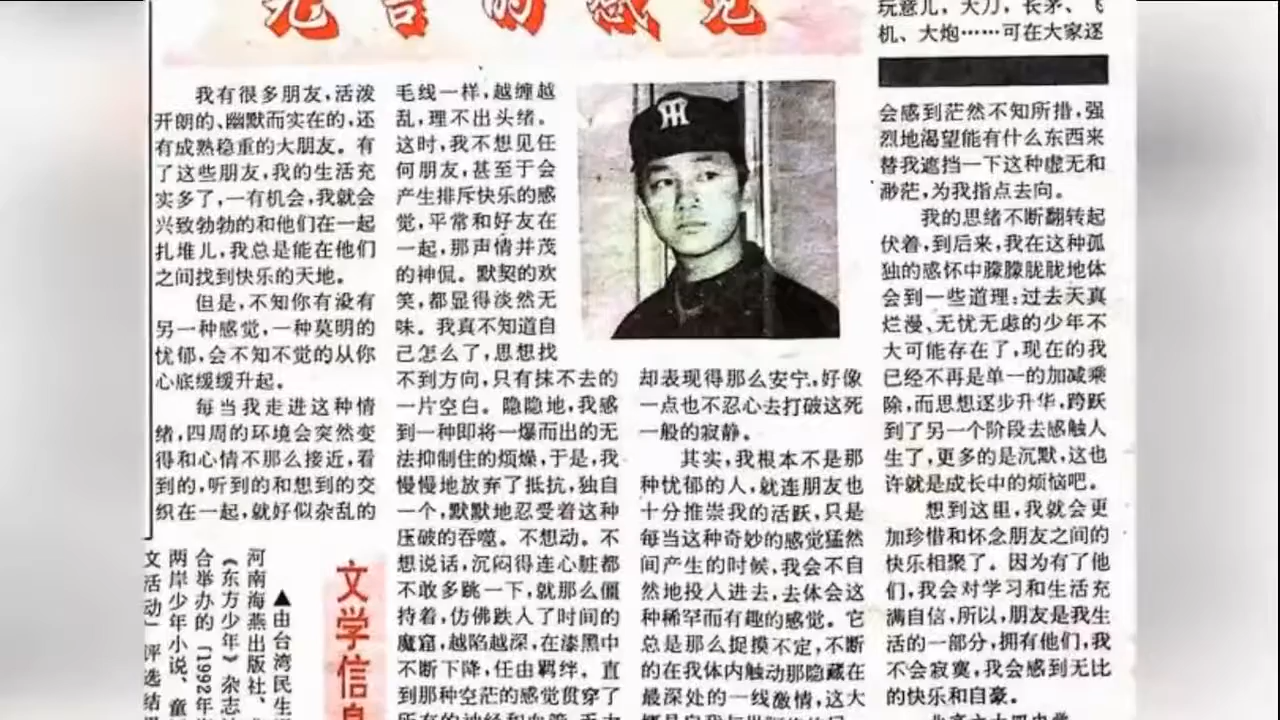 的感觉
我有很多朋友,活泼
开朗的、幽默而实在的,还
有成熟稳重的大朋友。有
了这些朋友,我的生活充
实多了,一有机会,我就会
兴致勃勃的和他们在一起
扎堆儿,我总是能在他们
之间找到快乐的天地。
但是,不知你有没有
另一种感觉,一种莫明的
忧郁,会不知不觉的从你
心底缓缓升起。
每当我走进这种情
绪,四周的环境会突然变
得和心情不那么接近,看
到的,听到的和想到的交
织在一起,就好似杂乱的
毛线一样,越缠越
乱,理不出头绪。
这时,我不想见任
何朋友,甚至于会
产生排斥快乐的感
觉,平常和好友在
一起,那声情并茂
的神侃。默契的欢
笑,都显得淡然无
味。我真不知道自
己怎么了,思想找
不到方向,只有抹不去的
一片空白。隐隐地,我感
到一种即将一爆而出的无
法抑制住的烦燥,于是,我
慢慢地放弃了抵抗,独自
一个,默默地忍受着这种
压破的吞噬。不想动。不
想说话,沉闷得连心脏都
不敢多跳一下,就那么僵
持着,仿佛跌入了时间的
魔窟,越陷越深,在漆黑中
不断下降,任由羁绊。直
到那种空茫的感觉贯穿了
却表现得那么安宁,好像
一点也不忍心去打破这死
一般的寂静。
其实,我根本不是那
种忧郁的人,就连朋友也
十分推崇我的活跃,只是
每当这种奇妙的感觉猛然
间产生的时候,我会不自
然地投入进去,去体会这
种稀罕而有趣的感觉。它
总是那么捉摸不定,不断
的在我体内触动那隐藏在
最深处的一线激情,这大
玩意儿,大刀,长矛、飞
机、大炮……可在大家逐
会感到茫然不知所措,强
烈地渴望能有什么东西来
替我遮挡一下这种虚无和
渺茫,为我指点去向。
我的思绪不断翻转起
伏着,到后来,我在这种孤
独的感怀中朦朦胧胧地体
会到一些道理:过去天真
烂漫、无忧无虑的少年不
大可能存在了,现在的我
已经不再是单一的加减乘
除,而思想逐步升华,跨跃
到了另一个阶段去感触人
生了,更多的是沉默,这也
许就是成长中的烦恼吧。
想到这里,我就会更
加珍惜和怀念朋友之间的
快乐相聚了。因为有了他
们,我会对学习和生活充
满自信,所以,朋友是我生
活的一部分,拥有他们,我
不会寂寞,我会感到无比
的快乐和自豪。
文学信息
▲由台湾民生
河南海燕出版社、
《东方少年》杂志
合举办的(1992年
两岸少年小说、童
文活动”评选结